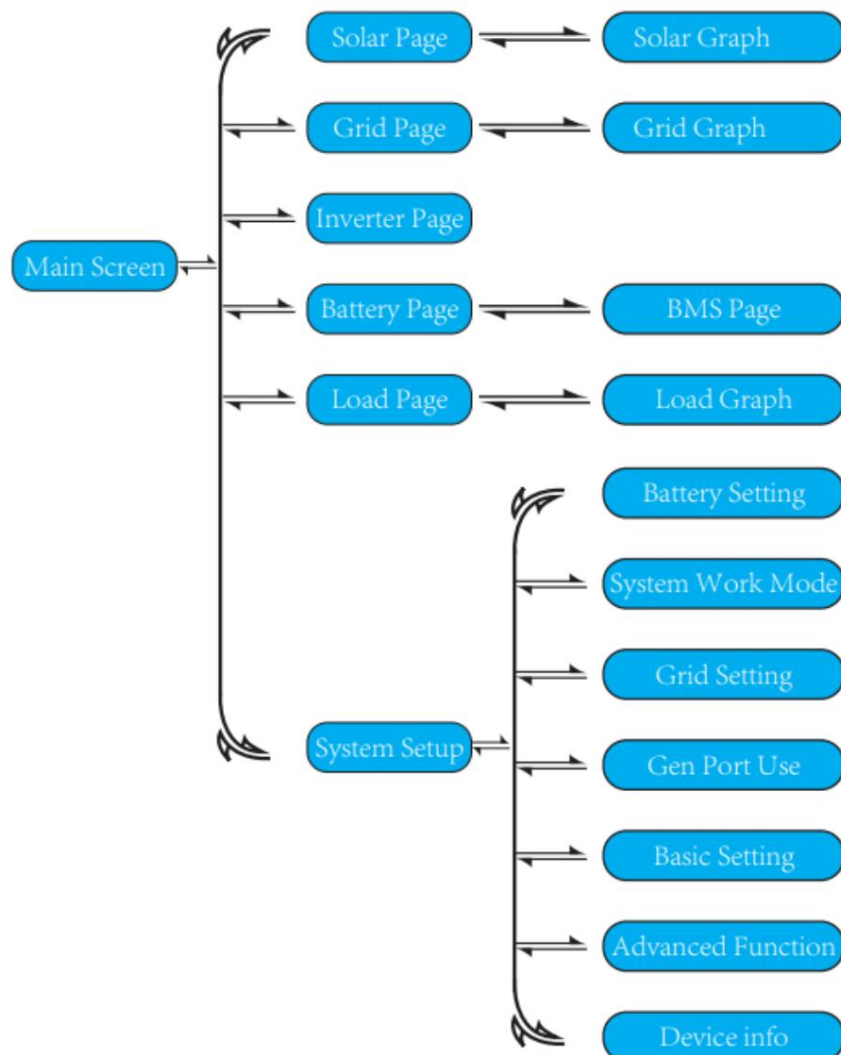 Solar Page
Solar Graph
Grid Page
Grid Graph
Inverter Page
Main Screen
Battery Page
BMS Page
Load Page
Load Graph
Battery Setting
System Work Mode
Grid Setting
System Setup
Gen Port Use
Basic Setting
Advanced Function
Device info